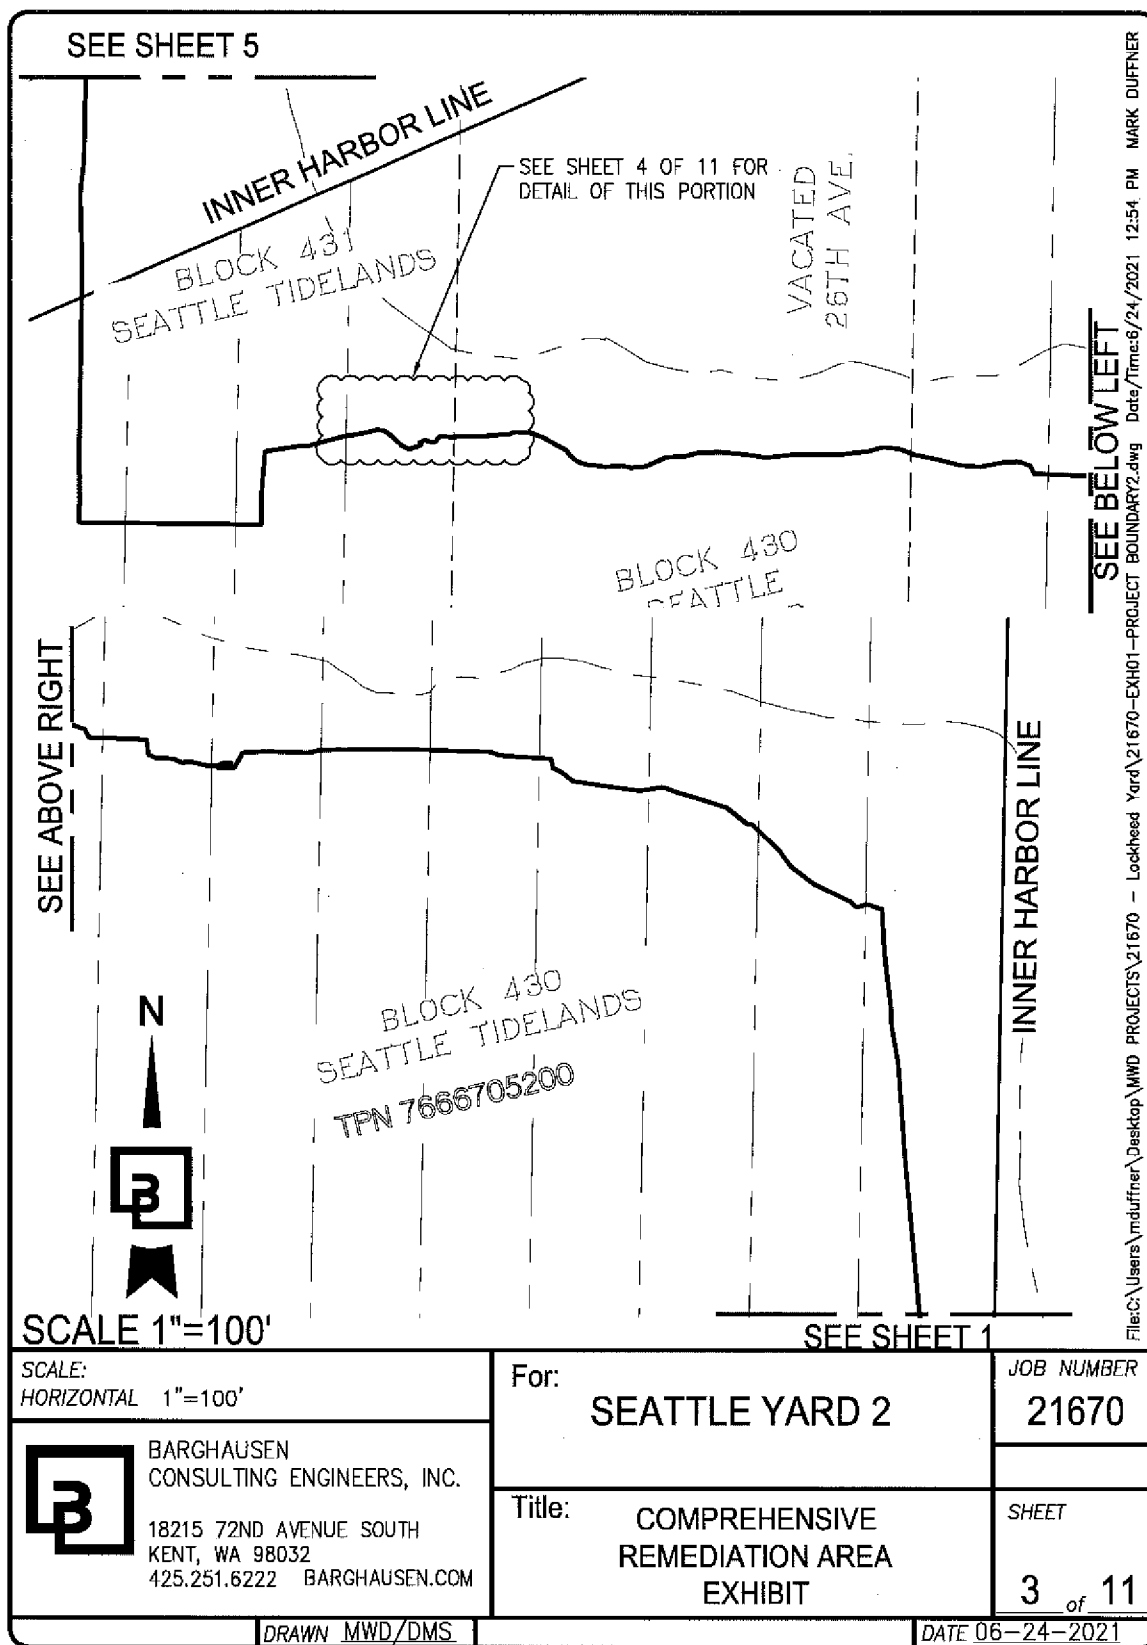 SEE SHEET 5
INNER HARBOR LINE
SEE SHEET 4 OF 11 FOR
DETAIL OF THIS PORTION
VACATED
26TH AVE.
BLOCK 431
SEATTLE TIDELANDS
SEE BELOW LEFT
BLOCK 430
SEATTLE
SEE ABOVE RIGHT
INNER HARBOR LINE
BLOCK 430
SEATTLE TIDELANDS
TPN 7666705200
N
B
SCALE 1"=100'
SEE SHEET 1
File:C:\Users\mduffner\Desktop\MWD PROJECTS\21670 - Lockheed Yard\21670-EXH01-PROJECT BOUNDARY2.dwg Date/Time:6/24/2021 12:54 PM MARK DUFFNER
SCALE:
HORIZONTAL 1"=100'
B
BARGHAUSEN
CONSULTING ENGINEERS, INC.
18215 72ND AVENUE SOUTH
KENT, WA 98032
425.251.6222 BARGHAUSEN.COM
For:
SEATTLE YARD 2
Title:
COMPREHENSIVE
REMEDIATION AREA
EXHIBIT
JOB NUMBER
21670
SHEET
3 of 11
DRAWN MWD/DMS
DATE 06-24-2021